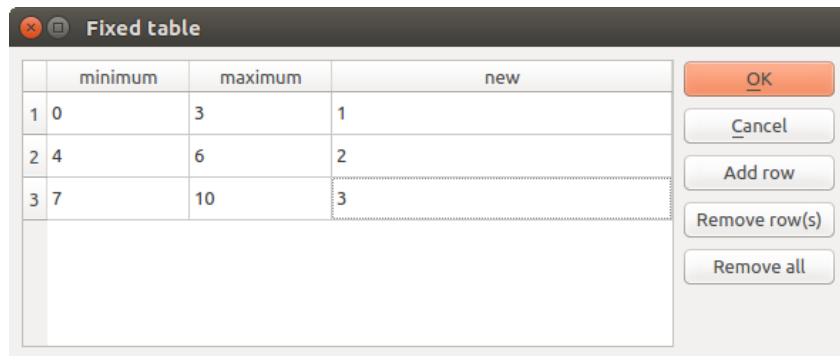 Fixed table
minimum maximum new
1 0 3 1
2 4 6 2
3 7 10 3
OK
Cancel
Add row
Remove row(s)
Remove all